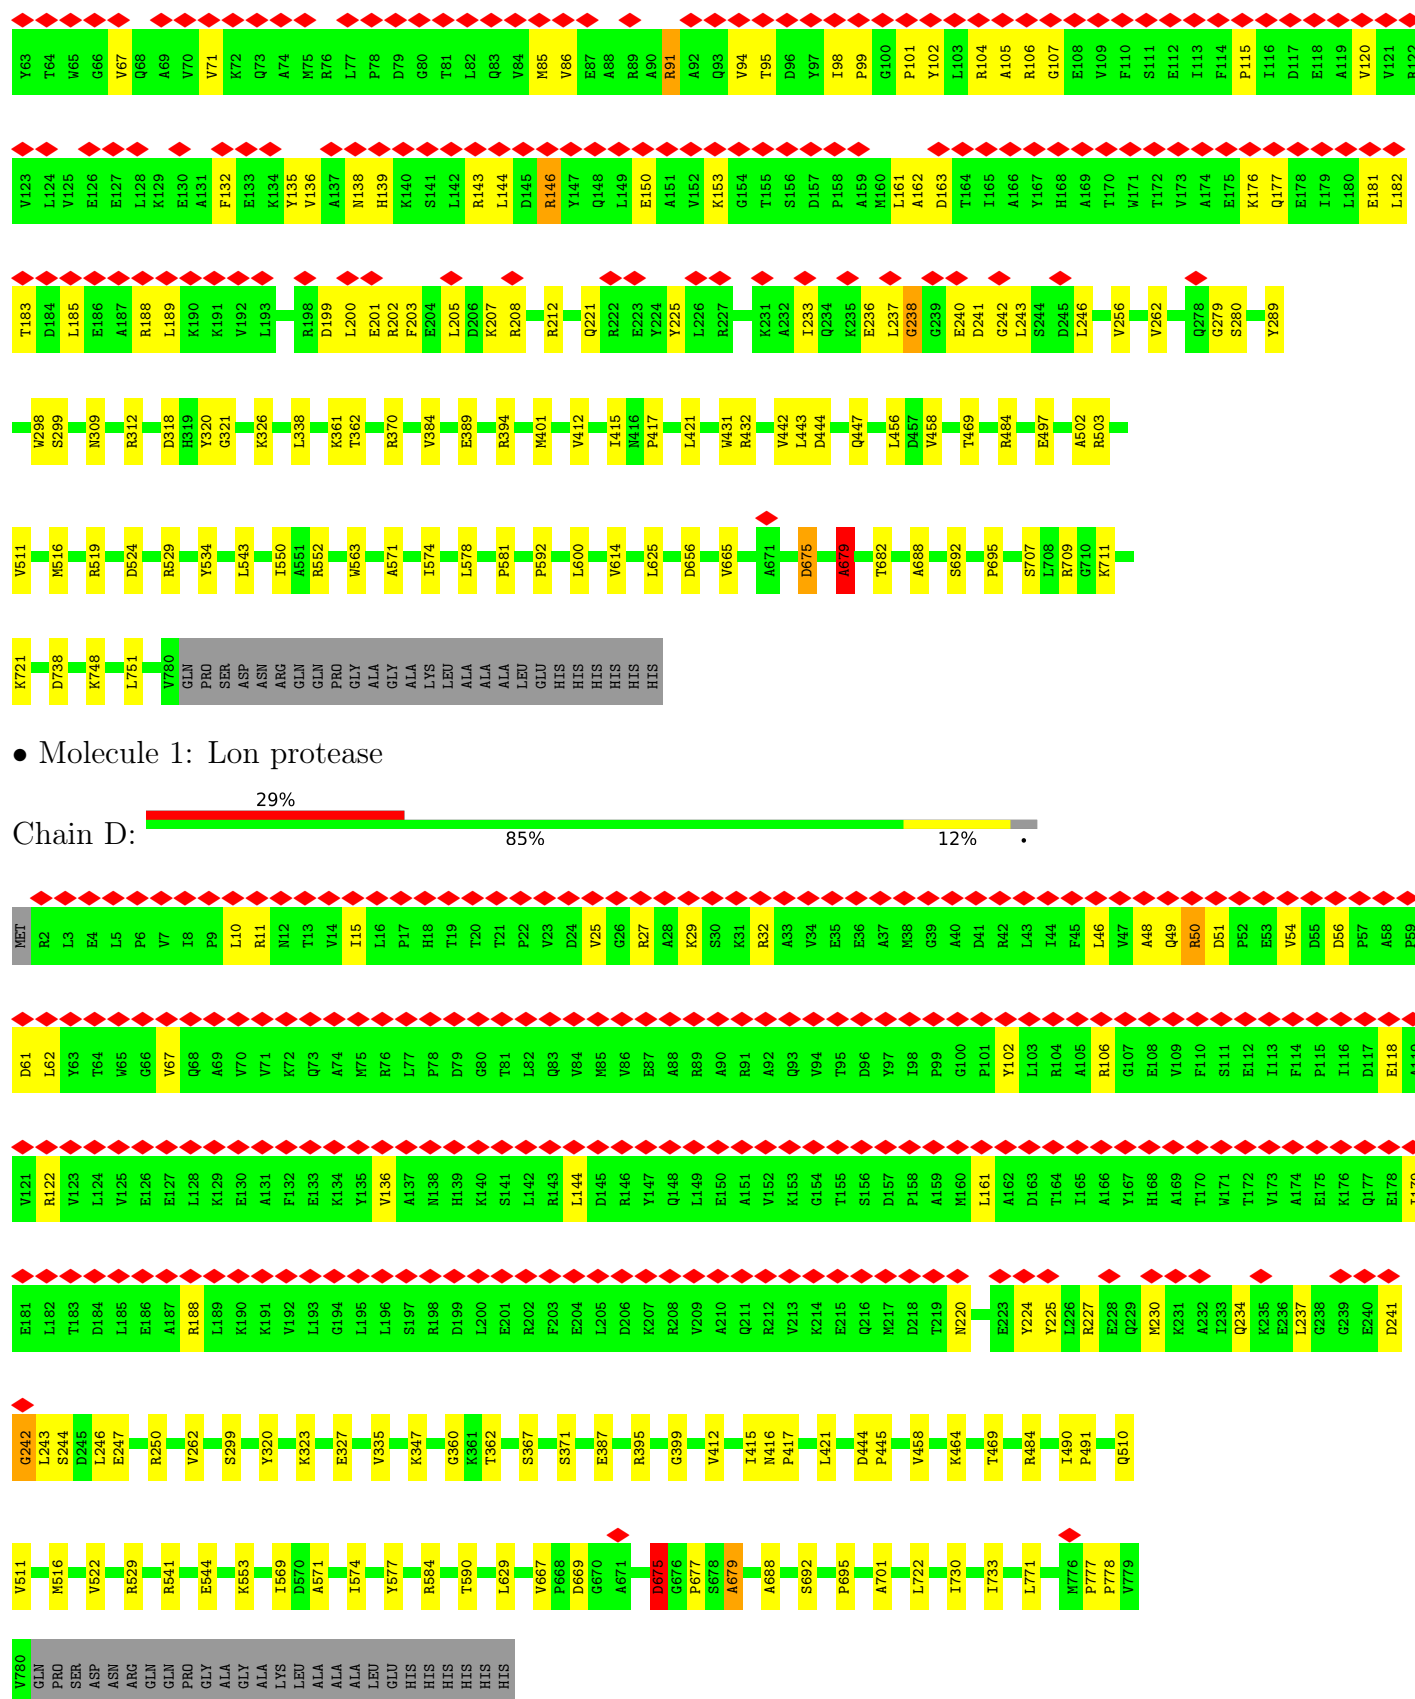 Y63 T64 W65 G66 V67 Q68 A69 V70 V71 K72 Q73 A74 M75 R76 L77 P78 D79 G80 T81 L82 Q83 V84 M85 V86 E87 A88 R89 A90 R91 A92 Q93 V94 T95 D96 Y97 I98 P99 G100 P101 Y102 L103 R104 A105 R106 G107 E108 V109 F110 S111 E112 I113 F114 P115 I116 D117 E118 A119 V120 V121 R122
V123 L124 V125 E126 E127 L128 K129 E130 A131 F132 E133 K134 Y135 V136 A137 N138 H139 K140 S141 L142 R143 L144 D145 R146 Y147 Q148 L149 E150 A151 V152 K153 G154 T155 S156 D157 P158 A159 M160 L161 A162 D163 T164 I165 A166 Y167 H168 A169 T170 W171 T172 V173 A174 E175 K176 Q177 E178 I179 L180 E181 L182
T183 D184 L185 E186 A187 R188 L189 K190 K191 V192 L193 R198 D199 L200 E201 R202 F203 E204 L205 D206 K207 R208 R212 Q221 R222 E223 Y224 Y225 L226 R227 K231 A232 I233 Q234 K235 E236 L237 G238 G239 E240 D241 G242 L243 S244 D245 L246 V256 V262 Q278 G279 S280 Y289
W298 S299 N309 R312 D318 H319 Y320 G321 K326 L338 K361 T362 R370 V384 E389 R394 M401 V412 I415 N416 P417 L421 W431 R432 V442 L443 D444 Q447 L456 D457 V458 T469 R484 E497 A502 R503
V511 M516 R519 D524 R529 Y534 L543 I550 A551 R552 W563 A571 I574 L578 P581 P592 L600 V614 L625 D656 V665 A671 D675 A679 T682 A688 S692 P695 S707 L708 R709 G710 K711
K721 D738 K748 L751 V780 GLN PRO SER ASP ASN ARG GLN GLN PRO GLY ALA GLY ALA LYS LEU ALA ALA ALA LEU GLU HIS HIS HIS HIS HIS HIS
• Molecule 1: Lon protease
29%
Chain D:
85% 12% •
MET R2 L3 E4 L5 P6 V7 I8 P9 L10 R11 N12 T13 V14 I15 L16 P17 H18 T19 T20 T21 P22 V23 D24 V25 G26 R27 A28 K29 S30 K31 R32 A33 V34 E35 E36 A37 M38 G39 A40 D41 R42 L43 I44 F45 L46 V47 A48 Q49 R50 D51 P52 E53 V54 D55 D56 P57 A58 P59
D61 L62 Y63 T64 W65 G66 V67 Q68 A69 V70 V71 K72 Q73 A74 M75 R76 L77 P78 D79 G80 T81 L82 Q83 V84 M85 V86 E87 A88 R89 A90 R91 A92 Q93 V94 T95 D96 Y97 I98 P99 G100 P101 Y102 L103 R104 A105 R106 G107 E108 V109 F110 S111 E112 I113 F114 P115 I116 D117 E118 A119
V121 R122 V123 L124 V125 E126 E127 L128 K129 E130 A131 F132 E133 K134 Y135 V136 A137 N138 H139 K140 S141 L142 R143 L144 D145 R146 Y147 Q148 L149 E150 A151 V152 K153 G154 T155 S156 D157 P158 A159 M160 L161 A162 D163 T164 I165 A166 Y167 H168 A169 T170 W171 T172 V173 A174 E175 K176 Q177 E178 I179
E181 L182 T183 D184 L185 E186 A187 R188 L189 K190 K191 V192 L193 G194 L195 L196 S197 R198 D199 L200 E201 R202 F203 E204 L205 D206 K207 R208 V209 A210 Q211 R212 V213 K214 E215 Q216 M217 D218 T219 N220 E223 Y224 Y225 L226 R227 E228 Q229 M230 K231 A232 I233 Q234 K235 E236 L237 G238 G239 E240 D241
G242 L243 S244 D245 L246 E247 R250 V262 S299 Y320 K323 E327 V335 K347 G360 K361 T362 S367 S371 E387 R395 G399 V412 I415 N416 P417 L421 D444 P445 V458 K464 T469 R484 I490 P491 Q510
V511 M516 V522 R529 R541 E544 K553 I569 D570 A571 I574 Y577 R584 T590 L629 V667 P668 D669 G670 A671 D675 G676 P677 S678 A679 A688 S692 P695 A701 L722 I730 I733 L771 M776 P777 P778 V779
V780 GLN PRO SER ASP ASN ARG GLN GLN PRO GLY ALA GLY ALA LYS LEU ALA ALA ALA LEU GLU HIS HIS HIS HIS HIS HIS